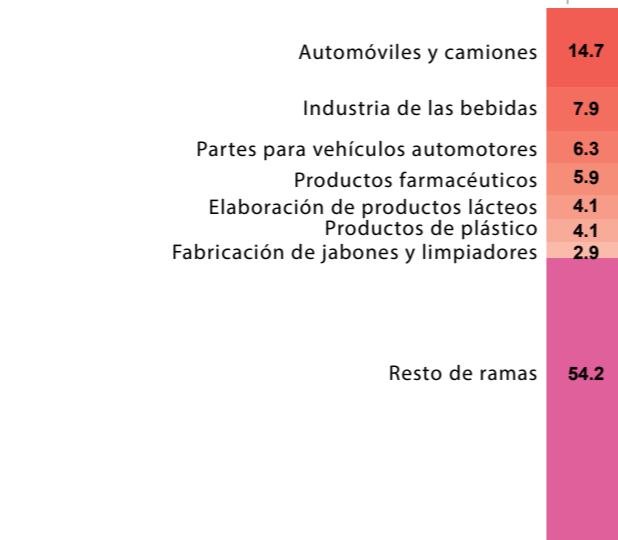 Automóviles y camiones 14.7
Industria de las bebidas 7.9
Partes para vehículos automotores 6.3
Productos farmacéuticos 5.9
Elaboración de productos lácteos 4.1
Productos de plástico 4.1
Fabricación de jabones y limpiadores 2.9
Resto de ramas 54.2